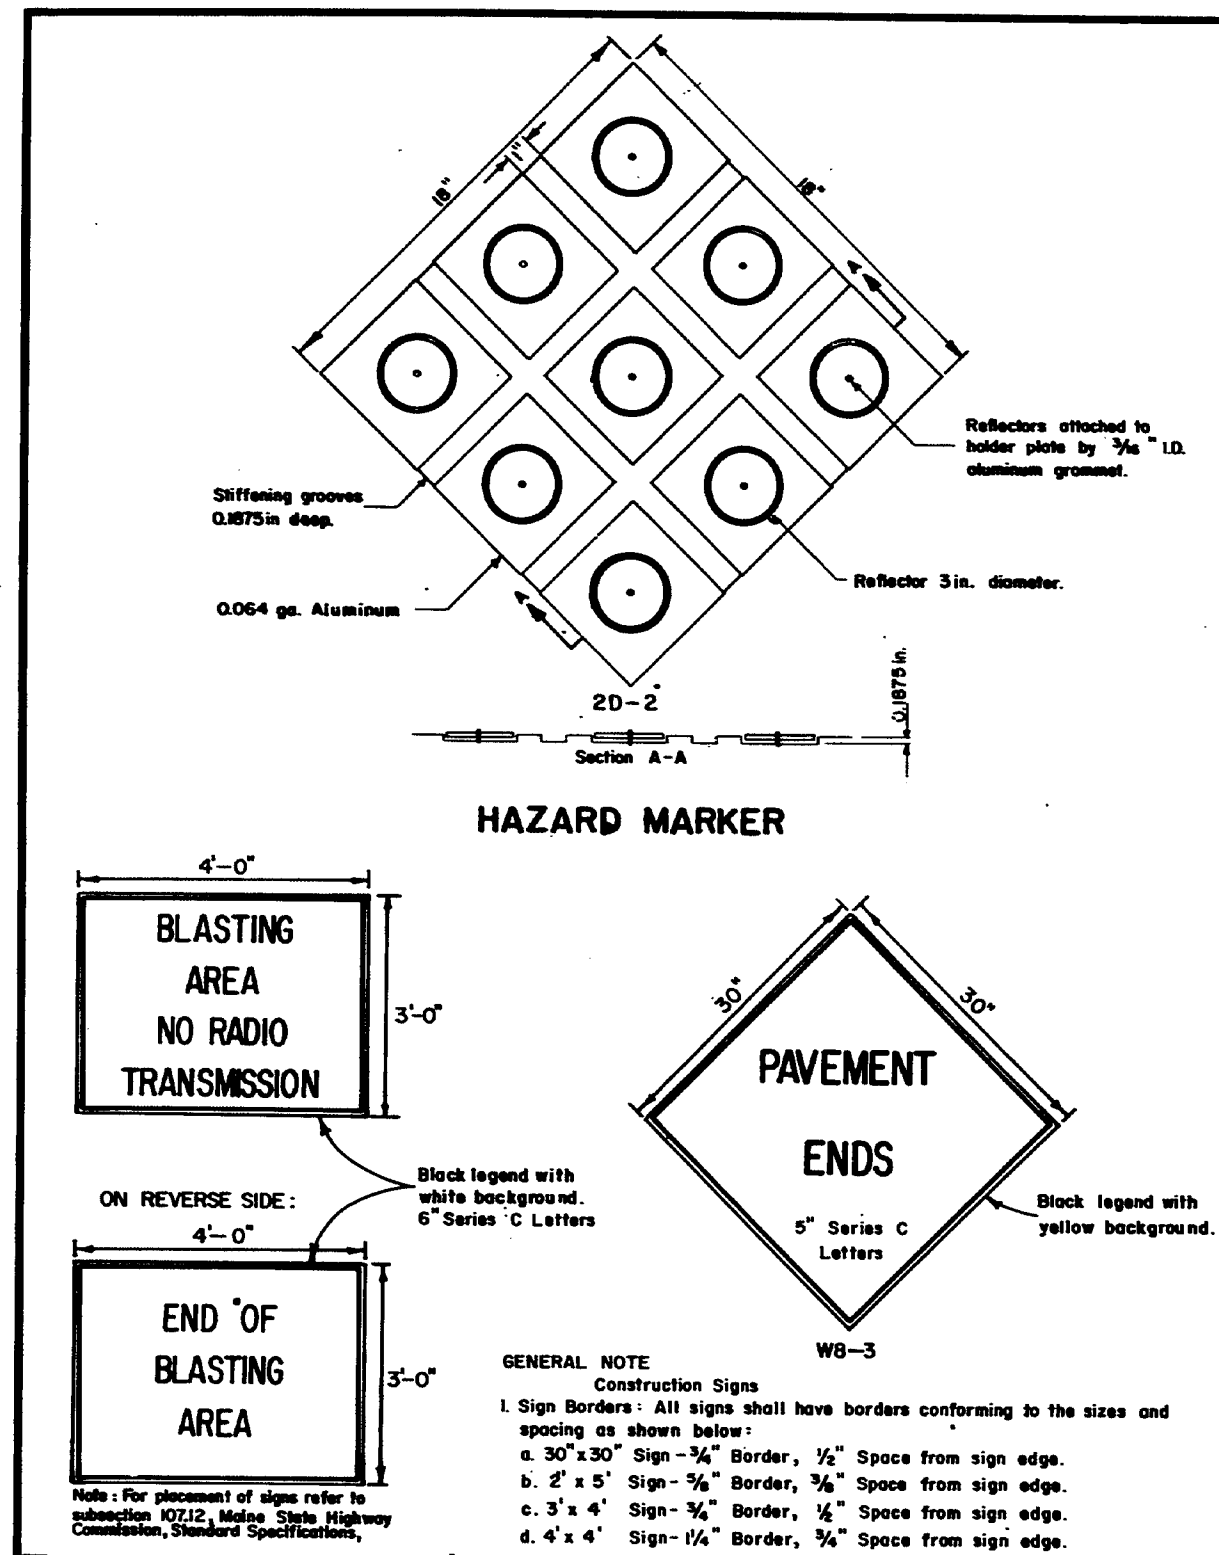 18"
1"
18"
A
Reflectors attached to
holder plate by 3/16 " I.D.
aluminum grommet.
Stiffening grooves
0.1875 in deep.
Reflector 3 in. diameter.
0.064 ga. Aluminum
A
2D-2
0.1875 in.
Section A-A
HAZARD MARKER
4'-0"
BLASTING
AREA
NO RADIO
TRANSMISSION
3'-0"
30"
30"
PAVEMENT
ENDS
5" Series C
Letters
Black legend with
white background.
6" Series C Letters
Black legend with
yellow background.
ON REVERSE SIDE:
4'-0"
END OF
BLASTING
AREA
3'-0"
W8-3
Note: For placement of signs refer to
subsection 107.12, Maine State Highway
Commission, Standard Specifications,
GENERAL NOTE
Construction Signs
1. Sign Borders: All signs shall have borders conforming to the sizes and
spacing as shown below:
a. 30"x30" Sign - 3/4" Border, 1/2" Space from sign edge.
b. 2' x 5' Sign - 5/8" Border, 3/8" Space from sign edge.
c. 3' x 4' Sign - 3/4" Border, 1/2" Space from sign edge.
d. 4' x 4' Sign - 1 1/4" Border, 3/4" Space from sign edge.